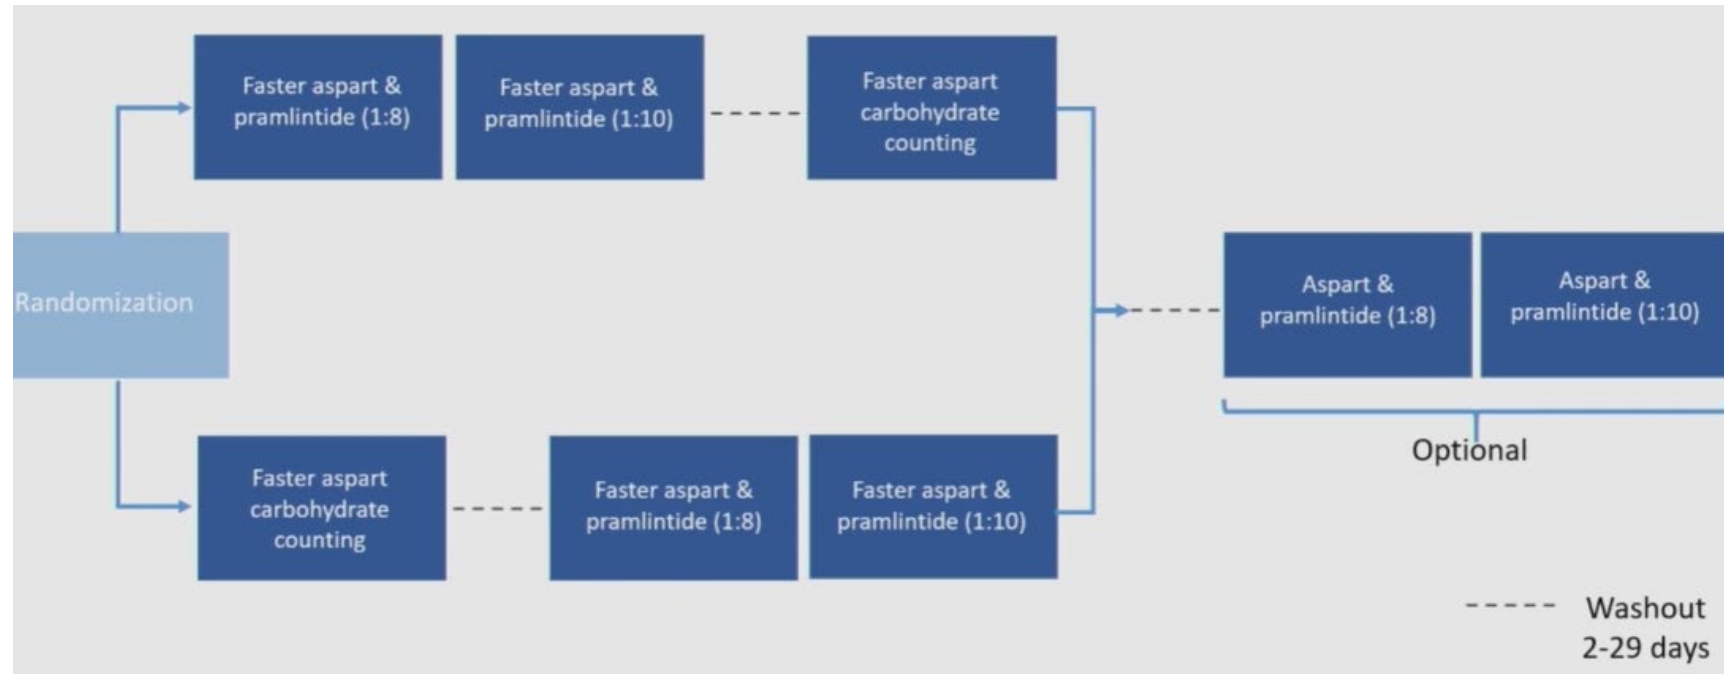 Faster aspart &
pramlintide (1:8)
Faster aspart &
pramlintide (1:10)
Faster aspart
carbohydrate
counting
Randomization
Aspart &
pramlintide (1:8)
Aspart &
pramlintide (1:10)
Optional
Faster aspart
carbohydrate
counting
Faster aspart &
pramlintide (1:8)
Faster aspart &
pramlintide (1:10)
Washout
2-29 days